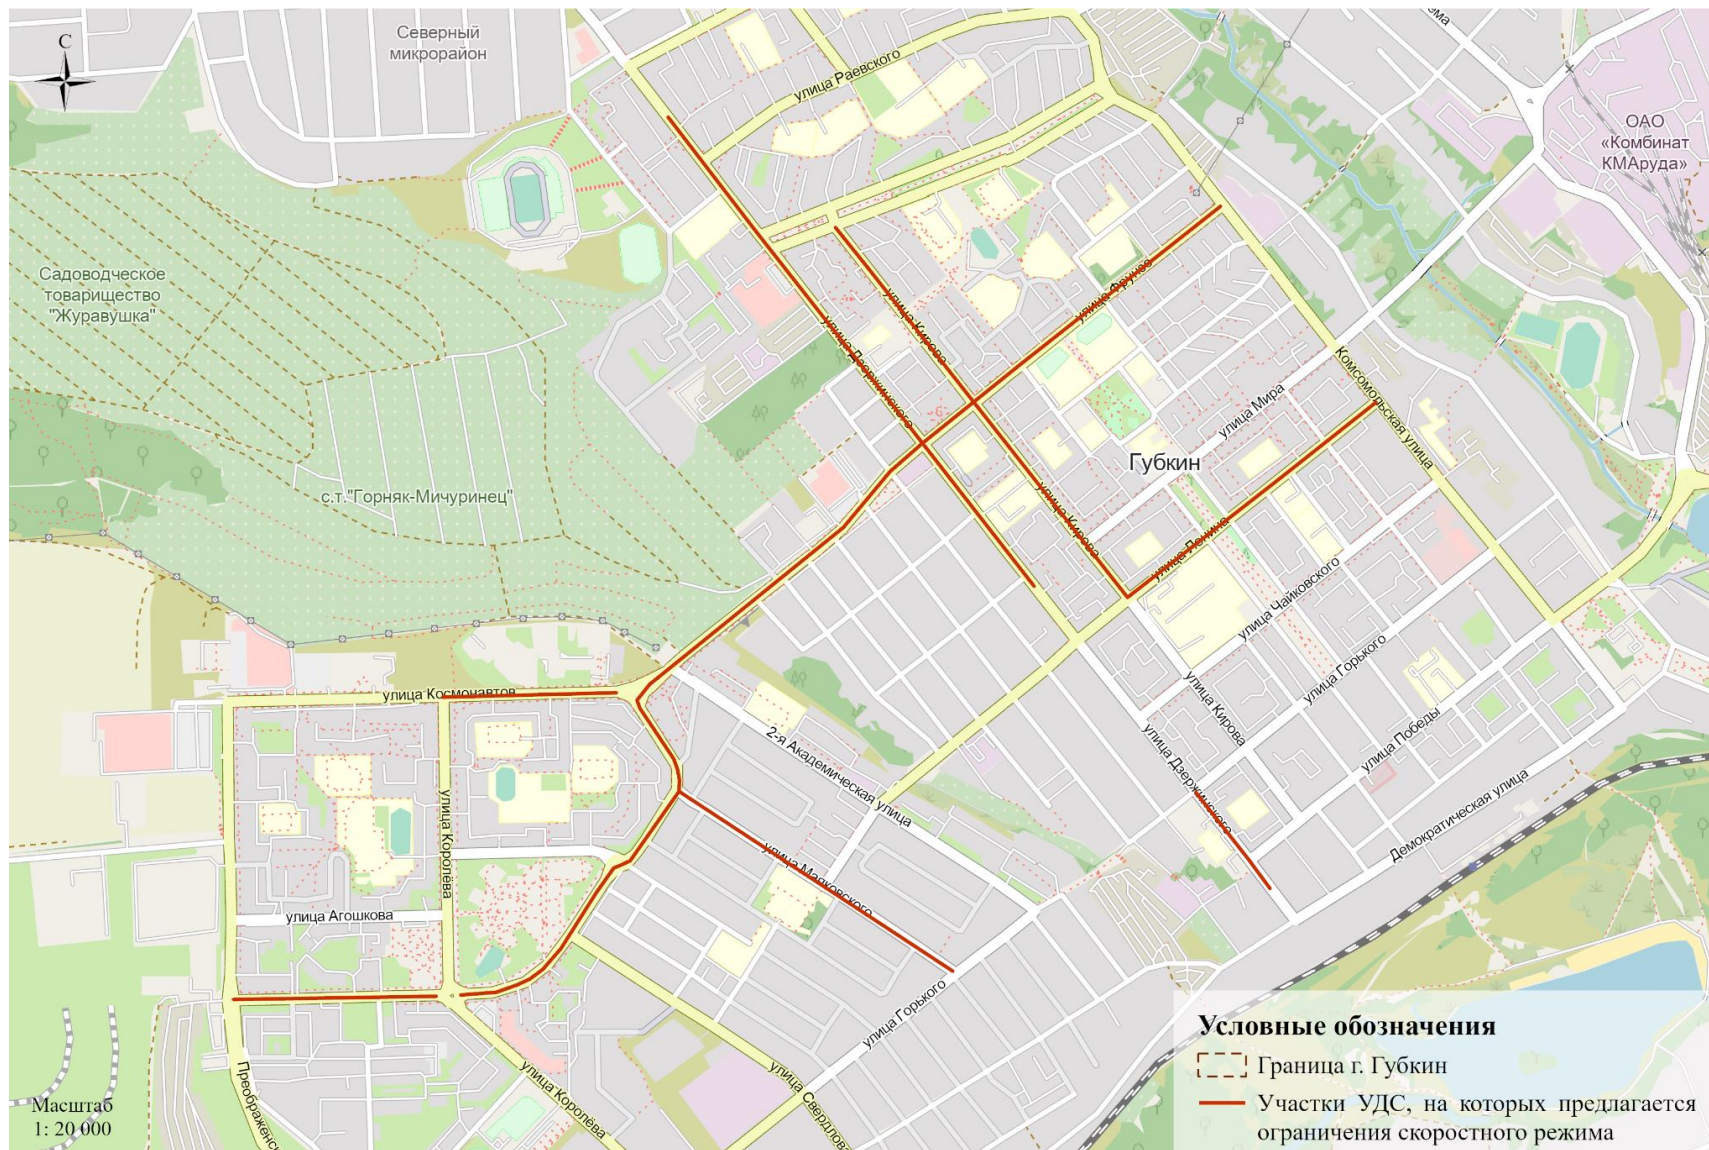 С
Северный
микрорайон
улица Раевского
ОАО
«Комбинат
КМАруда»
Садоводческое
товарищество
"Журавушка"
улица Фрунзе
улица Кирова
улица Дзержинского
Комсомольская улица
улица Мира
Губкин
с.т."Горняк-Мичуринец"
улица Кирова
улица Ленина
улица Чайковского
улица Горького
улица Космонавтов
улица Кирова
2-я Академическая улица
улица Победы
улица Дзержинского
Демократическая улица
улица Королёва
улица Маяковского
улица Агошкова
улица Горького
улица Королёва
улица Свердлов
Преображенс
Масштаб
1: 20 000
Условные обозначения
Граница г. Губкин
Участки УДС, на которых предлагается
ограничения скоростного режима